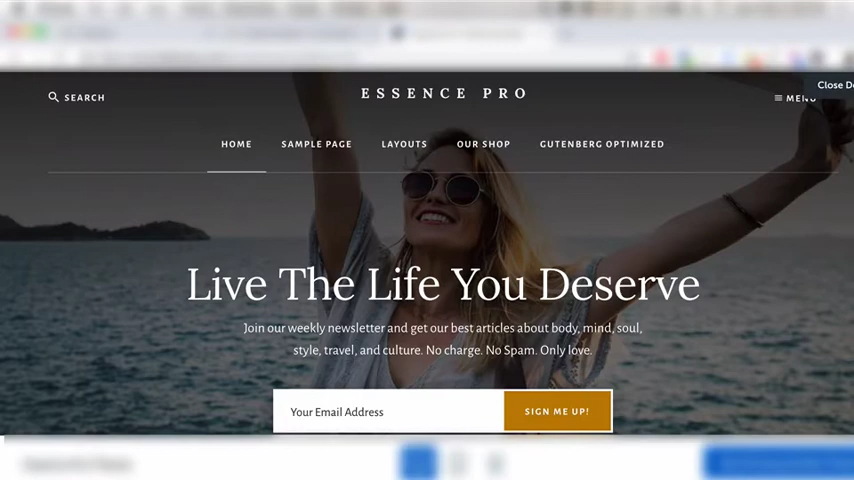 ESSENCE PRO
SEARCH
MENU
Close
HOME SAMPLE PAGE LAYOUTS OUR SHOP GUTENBERG OPTIMIZED
Live The Life You Deserve
Join our weekly newsletter and get our best articles about body, mind, soul,
style, travel, and culture. No charge. No Spam. Only love.
Your Email Address
SIGN ME UP!